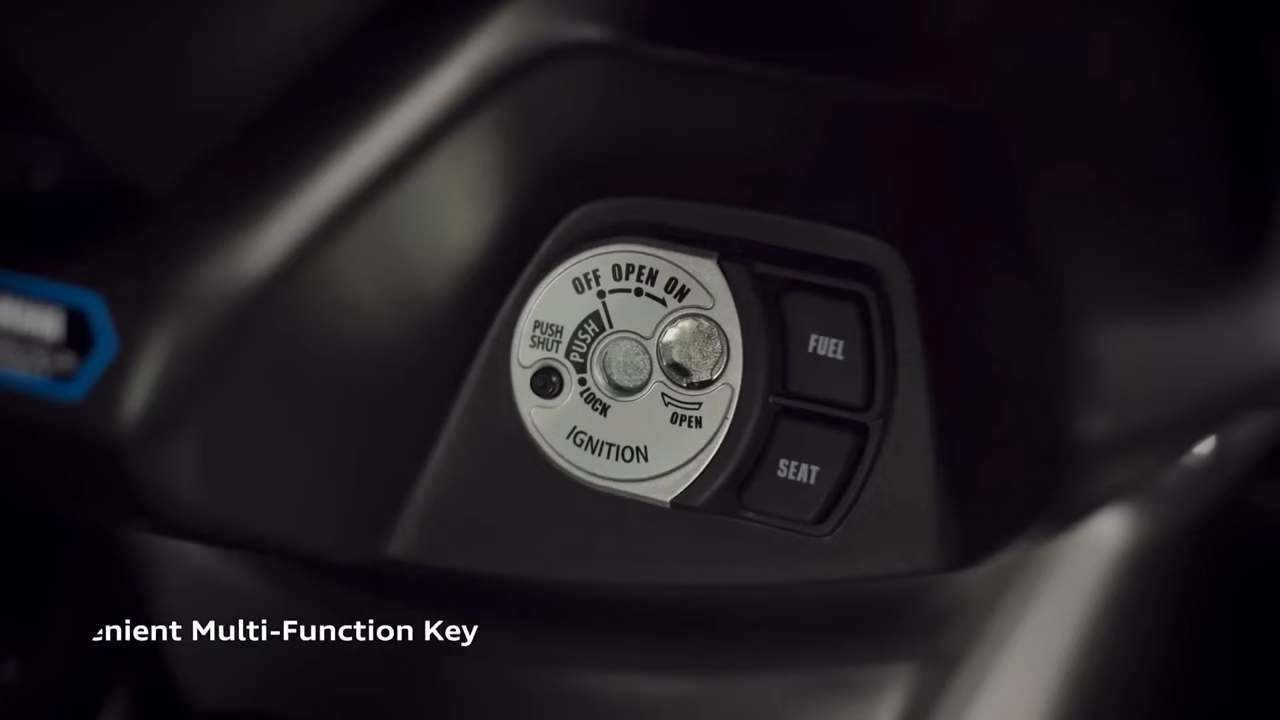 OFF OPEN ON
PUSH
SHUT
PUSH
LOCK
OPEN
IGNITION
FUEL
SEAT
enient Multi-Function Key